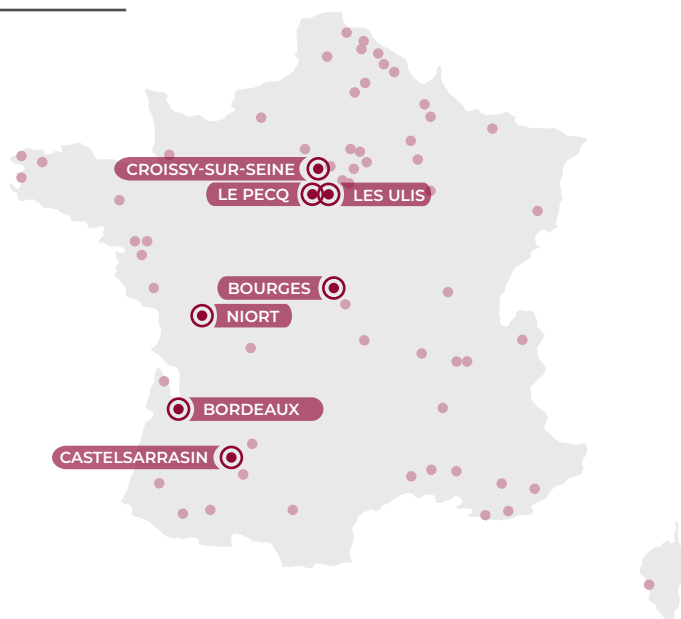 CROISSY-SUR-SEINE
LE PECQ
LES ULIS
BOURGES
NIORT
BORDEAUX
CASTELSARRASIN